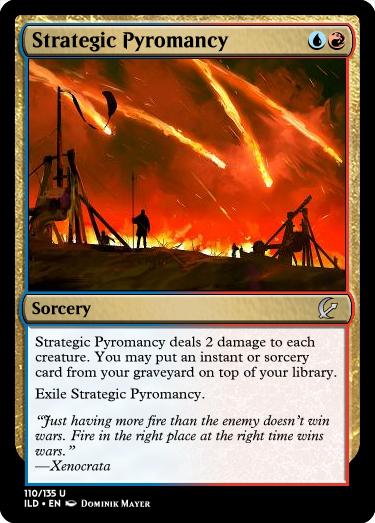 Strategic Pyromancy
Sorcery
Strategic Pyromancy deals 2 damage to each
creature. You may put an instant or sorcery
card from your graveyard on top of your library.
Exile Strategic Pyromancy.
“Just having more fire than the enemy doesn’t win
wars. Fire in the right place at the right time wins
wars.”
—Xenocrata
110/135 U
ILD • EN Dominik Mayer